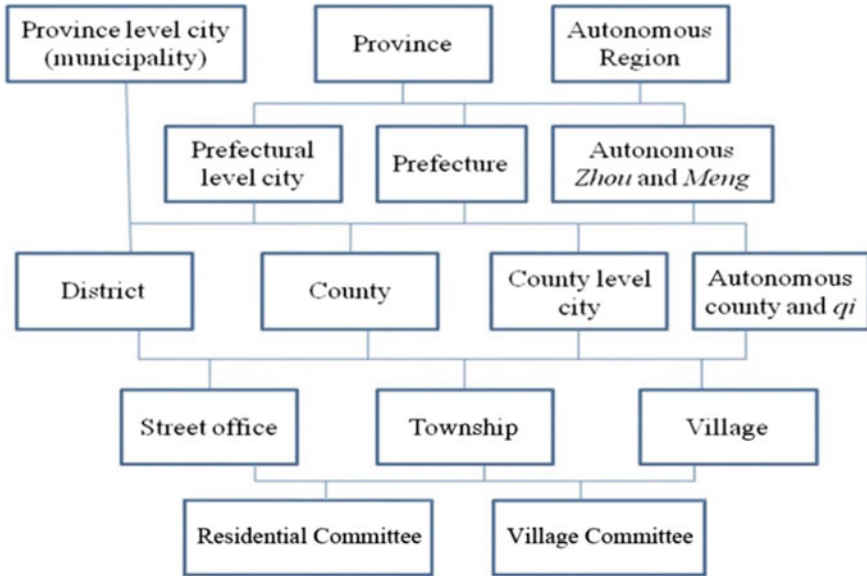 Province level city
(municipality)
Province
Autonomous
Region
Prefectural
level city
Prefecture
Autonomous
Zhou and Meng
District
County
County level
city
Autonomous
county and qi
Street office
Township
Village
Residential Committee
Village Committee